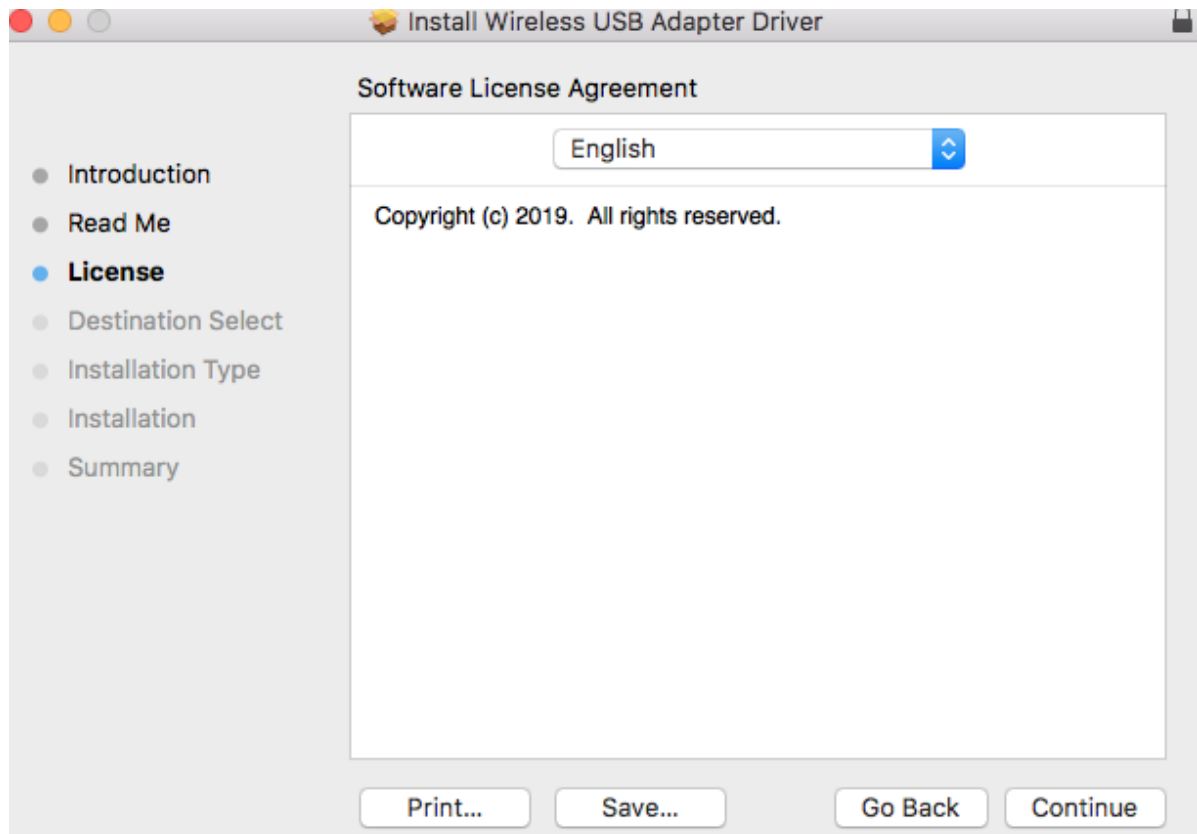 Install Wireless USB Adapter Driver
Software License Agreement
English
Introduction
Read Me
License
Destination Select
Installation Type
Installation
Summary
Copyright (c) 2019.  All rights reserved.
Print...
Save...
Go Back
Continue